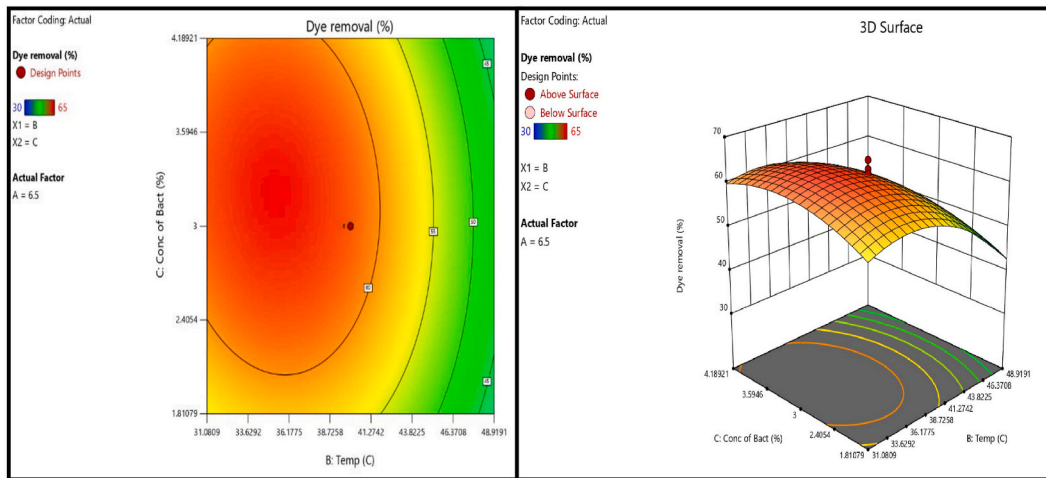 Factor Coding: Actual
Dye removal (%)
Design Points
30 65
X1 = B
X2 = C
Actual Factor
A = 6.5
Dye removal (%)
C: Conc of Bact (%)
4.18921
3.5946
3
2.4054
1.81079
45
50
55
60
45
31.0809 33.6292 36.1775 38.7258 41.2742 43.8225 46.3708 48.9191
B: Temp (C)
Factor Coding: Actual
Dye removal (%)
Design Points:
Above Surface
Below Surface
30 65
X1 = B
X2 = C
Actual Factor
A = 6.5
3D Surface
Dye removal (%)
70
60
50
40
30
4.18921
3.5946
3
2.4054
1.81079
C: Conc of Bact (%)
48.9191
46.3708
43.8225
41.2742
38.7258
36.1775
33.6292
31.0809
B: Temp (C)